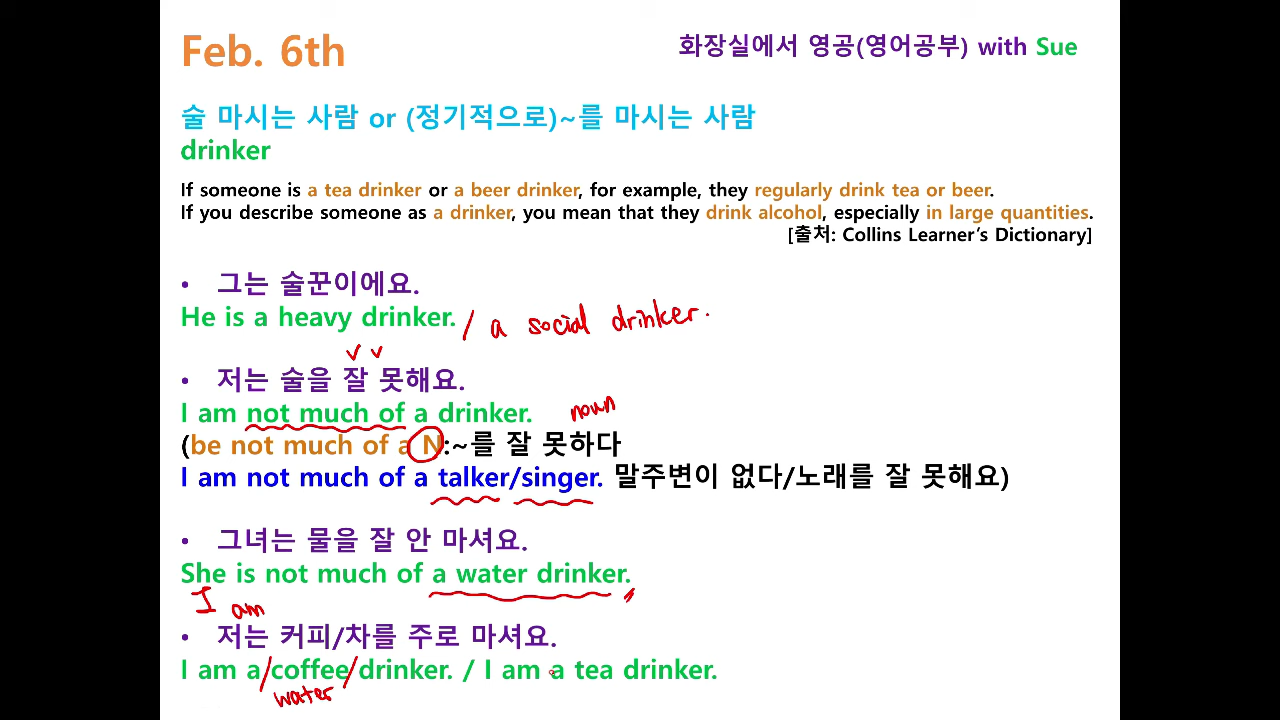 Feb. 6th
화장실에서 영공(영어공부) with Sue
술 마시는 사람 or (정기적으로)~를 마시는 사람
drinker
If someone is a tea drinker or a beer drinker, for example, they regularly drink tea or beer.
If you describe someone as a drinker, you mean that they drink alcohol, especially in large quantities.
[출처: Collins Learner's Dictionary]
• 그는 술꾼이에요.
He is a heavy drinker. / a social drinker.
• 저는 술을 잘 못해요.
I am not much of a drinker.
noun
(be not much of a N:~를 잘 못하다
I am not much of a talker/singer. 말주변이 없다/노래를 잘 못해요)
• 그녀는 물을 잘 안 마셔요.
She is not much of a water drinker.
I am
• 저는 커피/차를 주로 마셔요.
I am a/coffee/drinker. / I am a tea drinker.
water